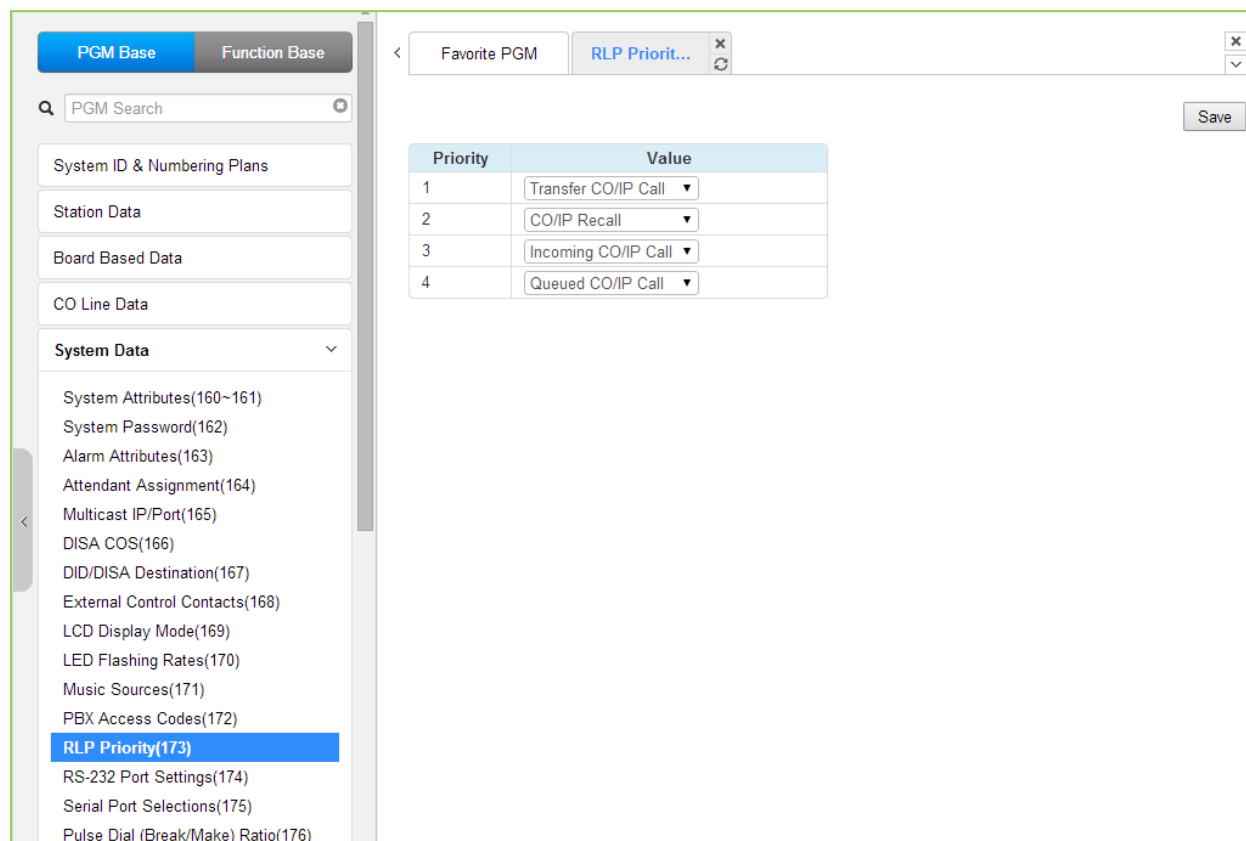 PGM Base Function Base
PGM Search
System ID & Numbering Plans
Station Data
Board Based Data
CO Line Data
System Data
System Attributes(160~161)
System Password(162)
Alarm Attributes(163)
Attendant Assignment(164)
Multicast IP/Port(165)
DISA COS(166)
DID/DISA Destination(167)
External Control Contacts(168)
LCD Display Mode(169)
LED Flashing Rates(170)
Music Sources(171)
PBX Access Codes(172)
RLP Priority(173)
RS-232 Port Settings(174)
Serial Port Selections(175)
Pulse Dial (Break/Make) Ratio(176)
Favorite PGM RLP Priorit...
Save
Priority Value
1 Transfer CO/IP Call
2 CO/IP Recall
3 Incoming CO/IP Call
4 Queued CO/IP Call